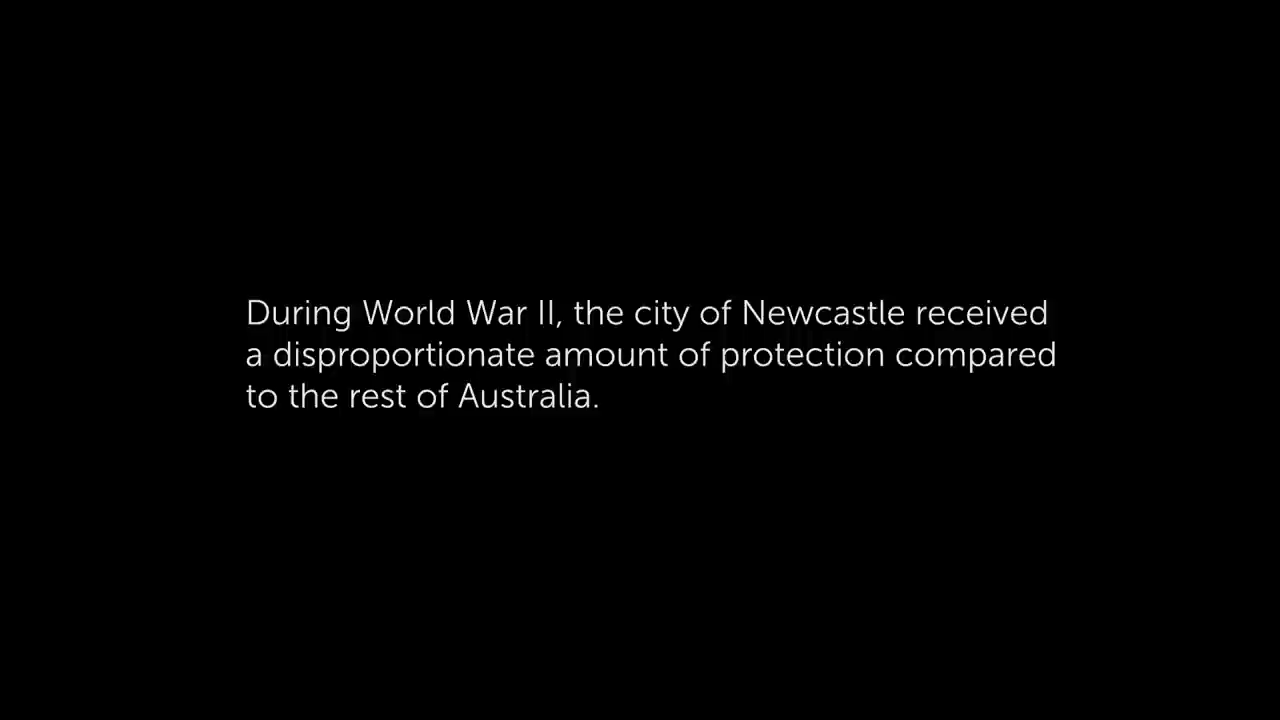 During World War II, the city of Newcastle received
a disproportionate amount of protection compared
to the rest of Australia.